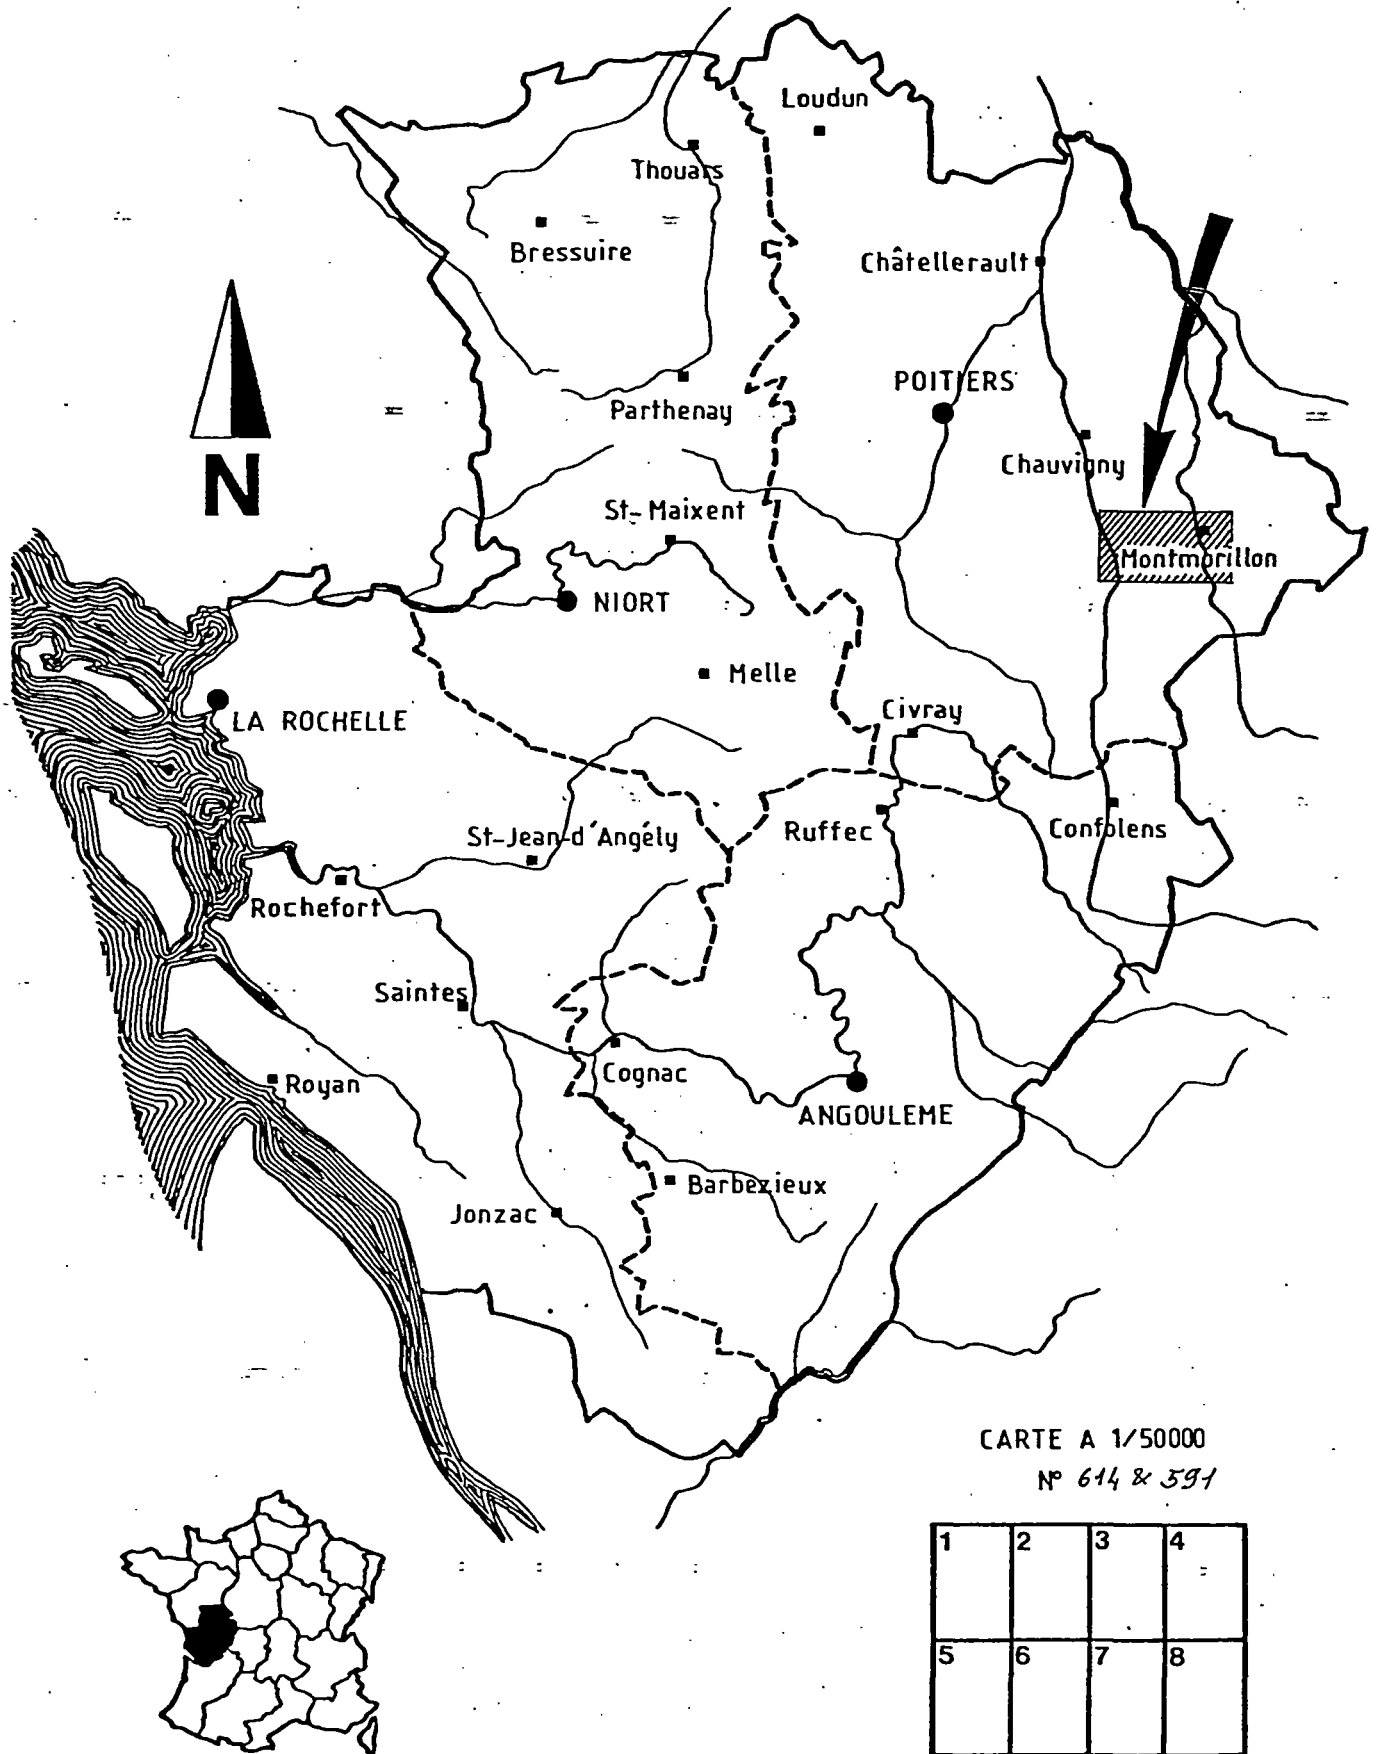 Loudun
Thouars
Bressuire
Châtellerault
POITIERS
Parthenay
Chauvigny
N
St-Maixent
Montmorillon
NIORT
Melle
LA ROCHELLE
Civray
St-Jean-d'Angély
Ruffec
Confolens
Rochefort
Saintes
Cognac
Royan
ANGOULEME
Barbezieux
Jonzac
CARTE A 1/50000
N° 614 & 591
1 2 3 4
5 6 7 8